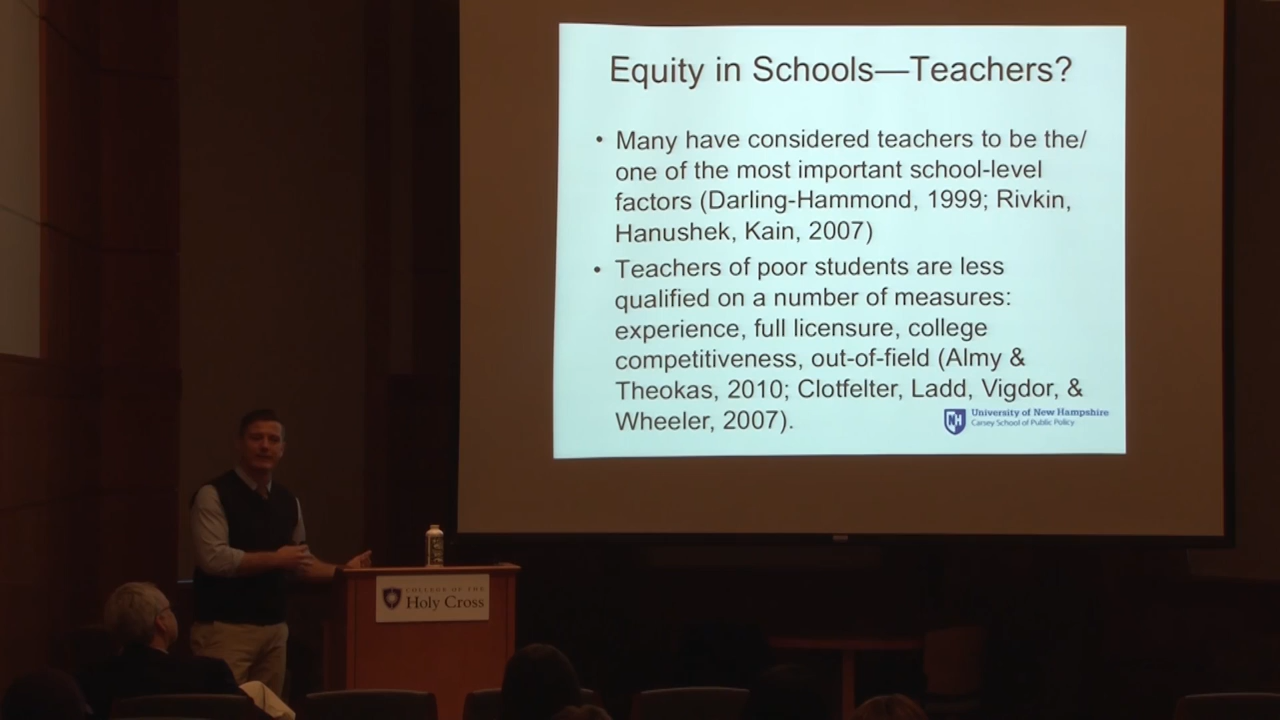 Equity in Schools—Teachers?
• Many have considered teachers to be the/
one of the most important school-level
factors (Darling-Hammond, 1999; Rivkin,
Hanushek, Kain, 2007)
• Teachers of poor students are less
qualified on a number of measures:
experience, full licensure, college
competitiveness, out-of-field (Almy &
Theokas, 2010; Clotfelter, Ladd, Vigdor, &
Wheeler, 2007).
NH
University of New Hampshire
Carsey School of Public Policy
COLLEGE OF THE
Holy Cross